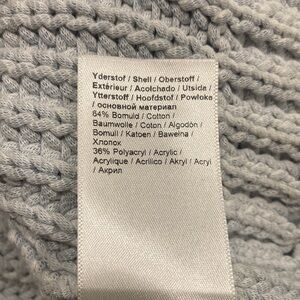 Yderstof / Shell / Oberstoff /
Extérieur / Acolchado / Utsida /
Ytterstoff / Hoofdstof / Powłoka
/ основной материал
64% Bomuld / Cotton /
Baumwolle / Coton / Algodón /
Bomull / Katoen / Bawełna /
Хлопок
36% Polyacryl / Acrylic /
Acrylique / Acrílico / Akryl / Acryl
/ Акрил